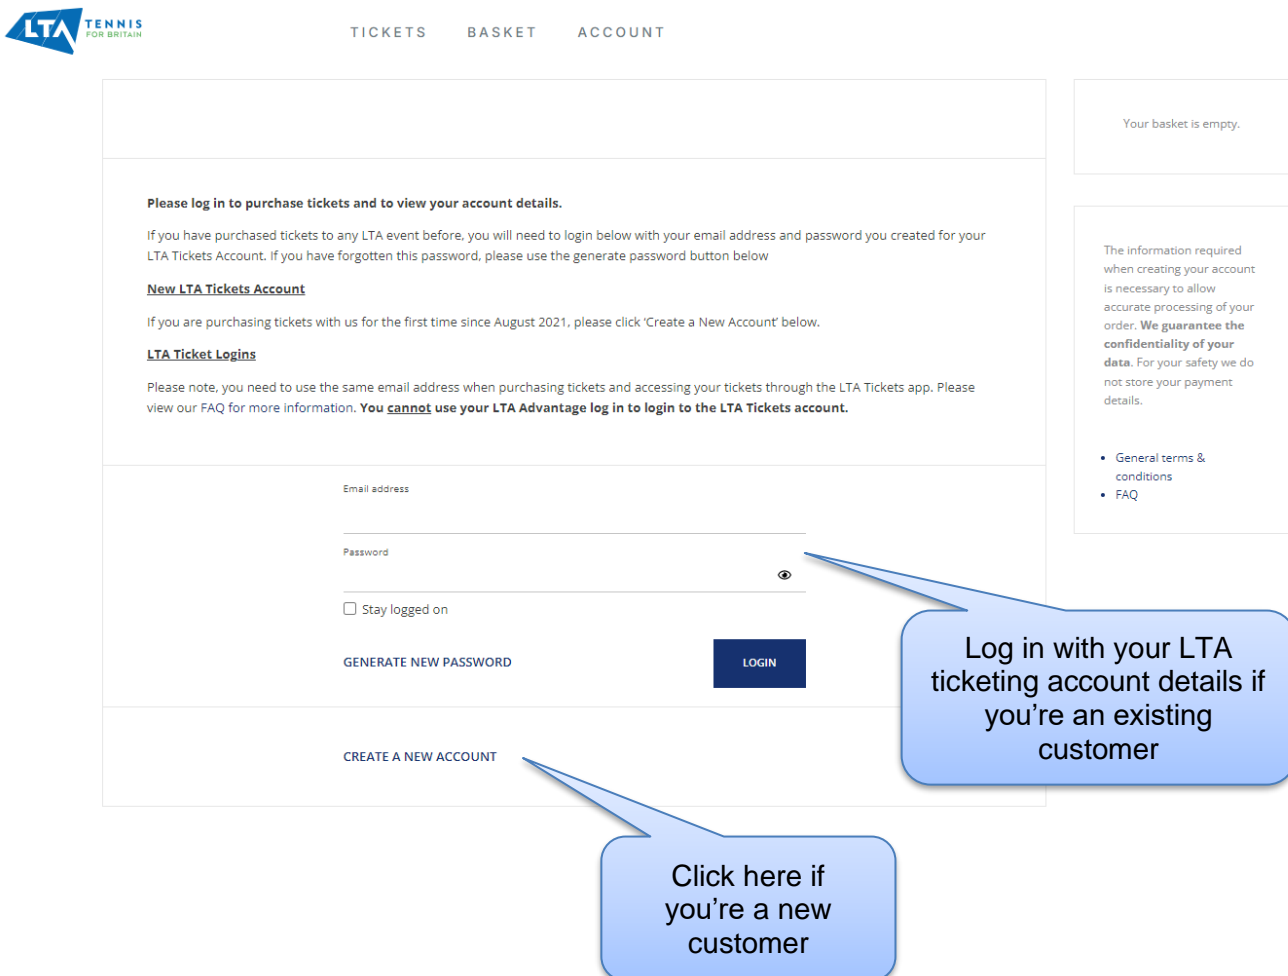 LTA TENNIS
FOR BRITAIN
TICKETS BASKET ACCOUNT
Your basket is empty.
Please log in to purchase tickets and to view your account details.
If you have purchased tickets to any LTA event before, you will need to login below with your email address and password you created for your
LTA Tickets Account. If you have forgotten this password, please use the generate password button below
New LTA Tickets Account
If you are purchasing tickets with us for the first time since August 2021, please click 'Create a New Account' below.
LTA Ticket Logins
Please note, you need to use the same email address when purchasing tickets and accessing your tickets through the LTA Tickets app. Please
view our FAQ for more information. You cannot use your LTA Advantage log in to login to the LTA Tickets account.
The information required
when creating your account
is necessary to allow
accurate processing of your
order. We guarantee the
confidentiality of your
data. For your safety we do
not store your payment
details.
• General terms &
conditions
• FAQ
Email address
Password
Stay logged on
GENERATE NEW PASSWORD
LOGIN
Log in with your LTA
ticketing account details if
you're an existing
customer
CREATE A NEW ACCOUNT
Click here if
you're a new
customer